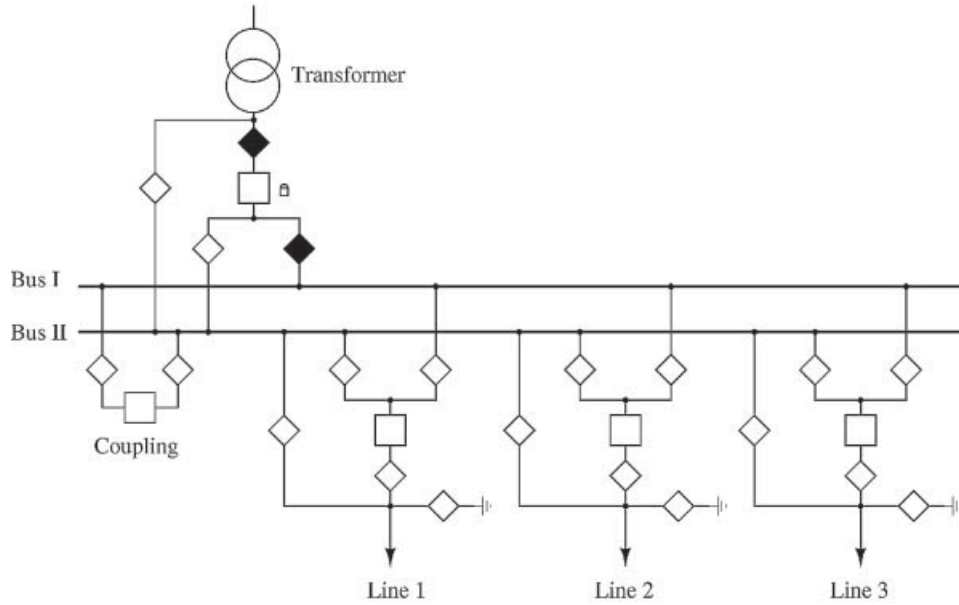 Transformer
Bus I
Bus II
Coupling
Line 1
Line 2
Line 3